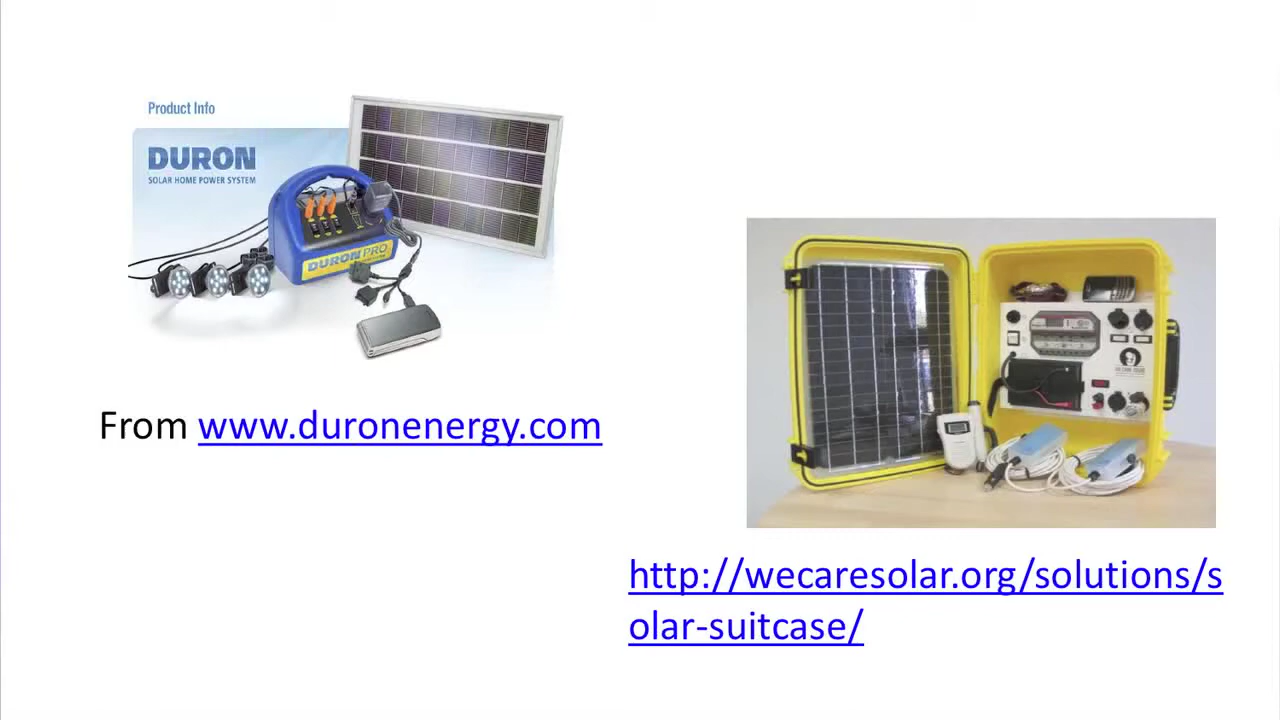 Product Info
DURON
SOLAR HOME POWER SYSTEM
DURON PRO
From www.duronenergy.com
http://wecaresolar.org/solutions/s
olar-suitcase/